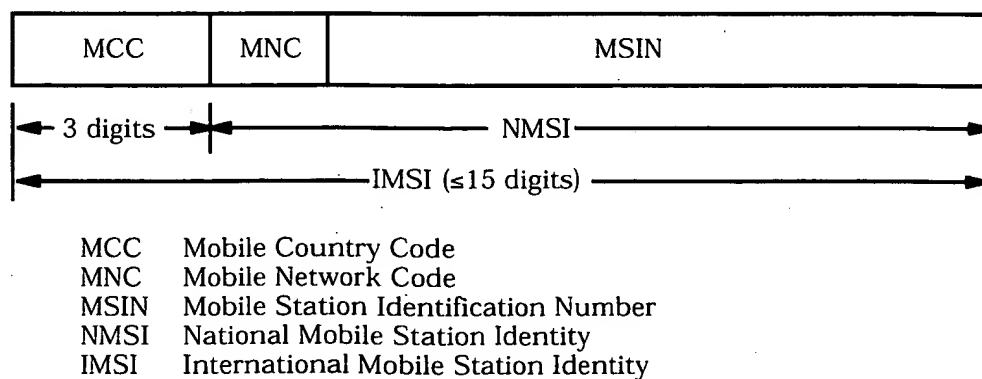 MCC MNC MSIN
3 digits NMSI
IMSI (≤15 digits)
MCC Mobile Country Code
MNC Mobile Network Code
MSIN Mobile Station Identification Number
NMSI National Mobile Station Identity
IMSI International Mobile Station Identity